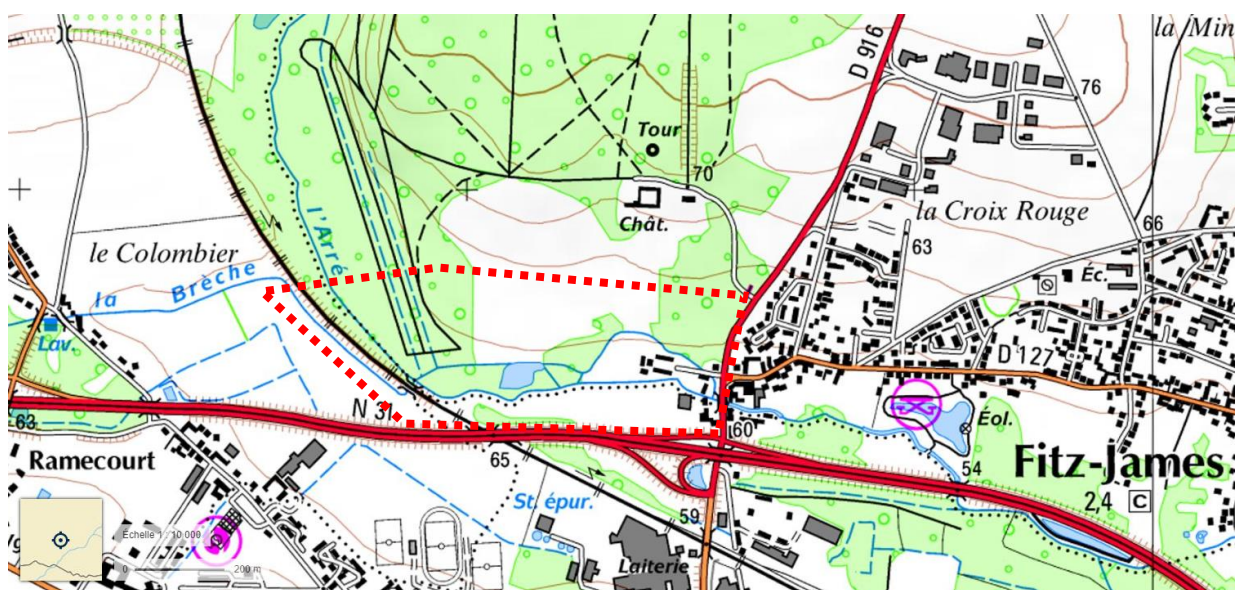 la Min
D 916
76
Tour
70
Chât.
la Croix Rouge
63
66
Éc.
l'Arré
le Colombier
la Brèche
Lav.
D 127
N 31
63
60
Éol.
65
54
Fitz-James
Ramecourt
2,4
C
St. épur.
59
Laiterie
Échelle 1 : 10 000
0
200 m